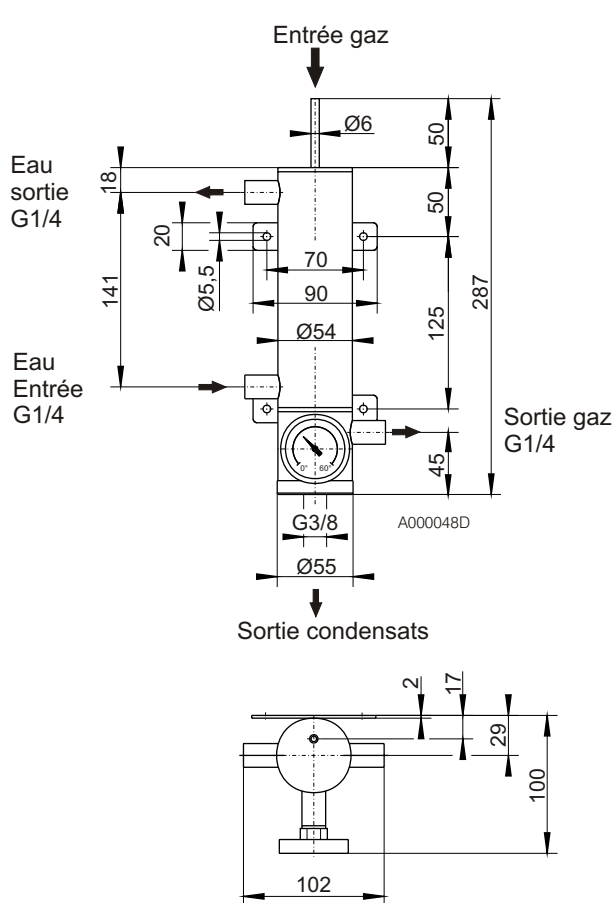 Entrée gaz
Ø6
50
Eau
sortie
G1/4
18
50
20
Ø5,5
70
90
141
125
287
Ø54
Eau
Entrée
G1/4
Sortie gaz
G1/4
45
0° 60°
G3/8
A000048D
Ø55
Sortie condensats
2
17
29
100
102